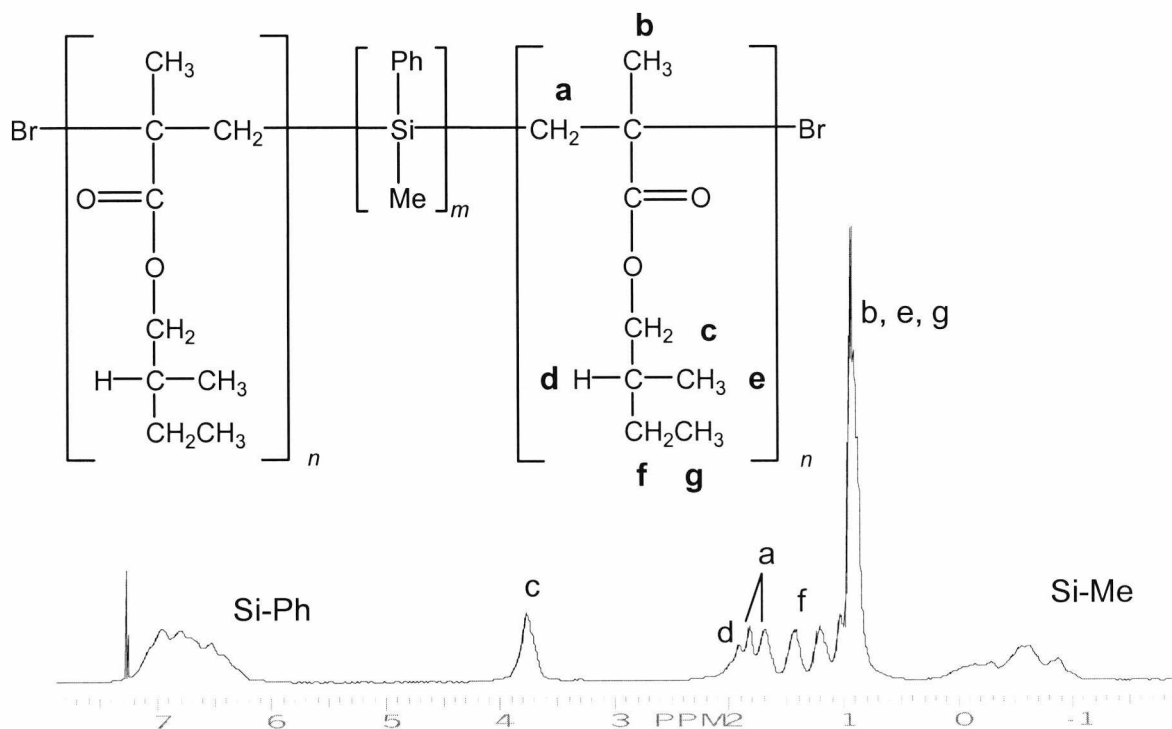 b
CH₃ Ph CH₃
a
Br C CH₂ Si CH₂ C Br
O C Me m C O
O O
CH₂ CH₂ c
H C CH₃ d H C CH₃ e
CH₂CH₃ CH₂CH₃
n n
f g
b, e, g
Si-Ph c d a f Si-Me
7 6 5 4 3 PPM2 1 0 -1